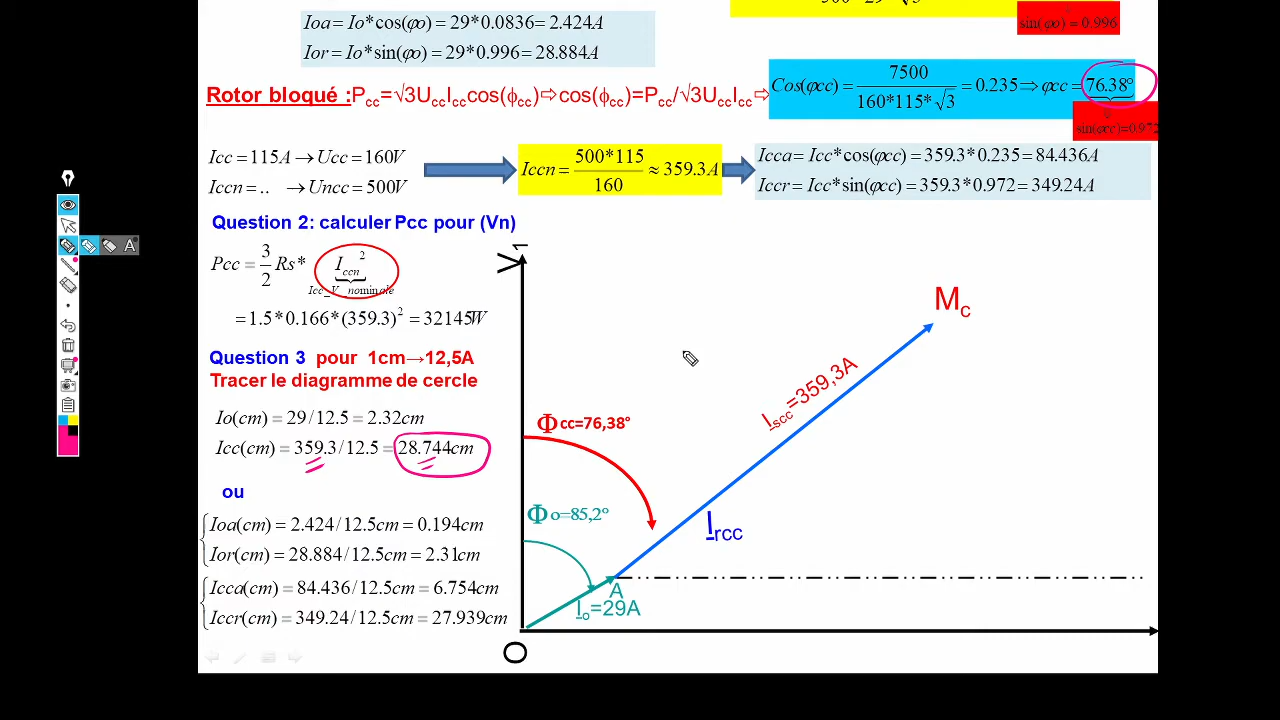 Ioa = Io*cos(φo) = 29*0.0836 = 2.424A
Ior = Io*sin(φo) = 29*0.996 = 28.884A
sin(φo) = 0.996
Rotor bloqué :Pcc=√3UccIcccos(ϕcc)⇨cos(ϕcc)=Pcc/√3UccIcc⇨
Cos(φcc) = 7500 / 160*115*√3 = 0.235 ⇒ φcc = 76.38°
sin(φcc)=0.972
Icc = 115A → Ucc = 160V
Iccn = .. → Uncc = 500V
Iccn = 500*115 / 160 ≈ 359.3A
Icca = Icc*cos(φcc) = 359.3*0.235 = 84.436A
Iccr = Icc*sin(φcc) = 359.3*0.972 = 349.24A
Question 2: calculer Pcc pour (Vn)
Pcc = 3/2 Rs* Iccn²
Icc_V_nominale
= 1.5*0.166*(359.3)² = 32145W
Question 3 pour 1cm→12,5A
Tracer le diagramme de cercle
Io(cm) = 29/12.5 = 2.32cm
Icc(cm) = 359.3/12.5 = 28.744cm
ou
Ioa(cm) = 2.424/12.5cm = 0.194cm
Ior(cm) = 28.884/12.5cm = 2.31cm
Icca(cm) = 84.436/12.5cm = 6.754cm
Iccr(cm) = 349.24/12.5cm = 27.939cm
V1
Mc
Iscc=359,3A
Φcc=76,38°
Φo=85,2°
Ircc
A
Io=29A
O
A